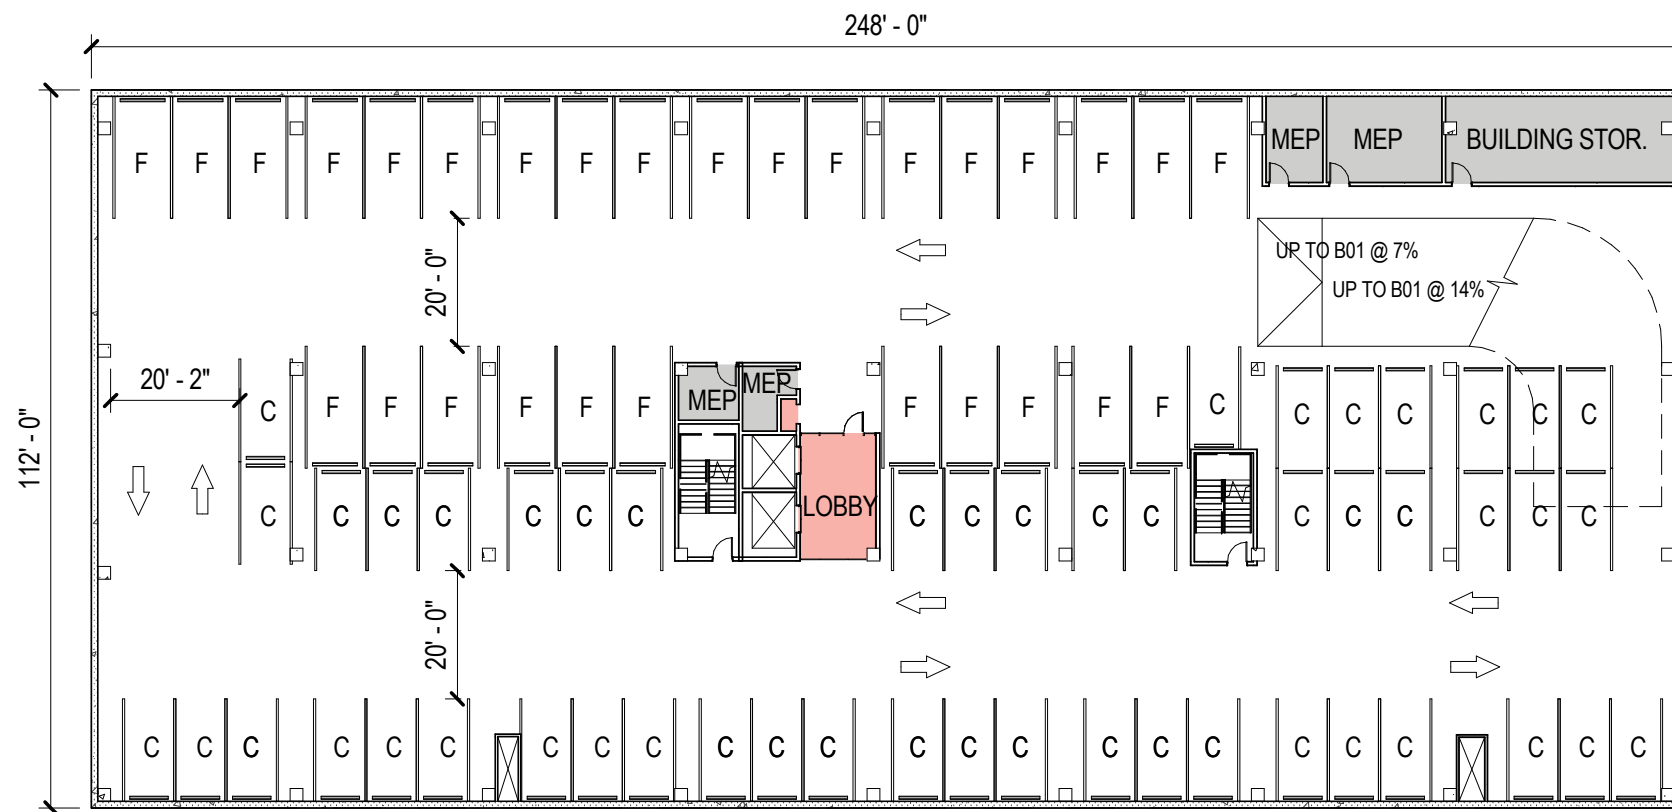 248' - 0"
F F F F F F F F F F F F F F F F F F MEP MEP BUILDING STOR.
20' - 0"
UP TO B01 @ 7%
UP TO B01 @ 14%
112' - 0"
20' - 2"
C F F F F F F MEP MEP F F F F F C C C C C C C
C C C C C C C LOBBY C C C C C C C C C C C
20' - 0"
C C C C C C C C C C C C C C C C C C C C C C C C